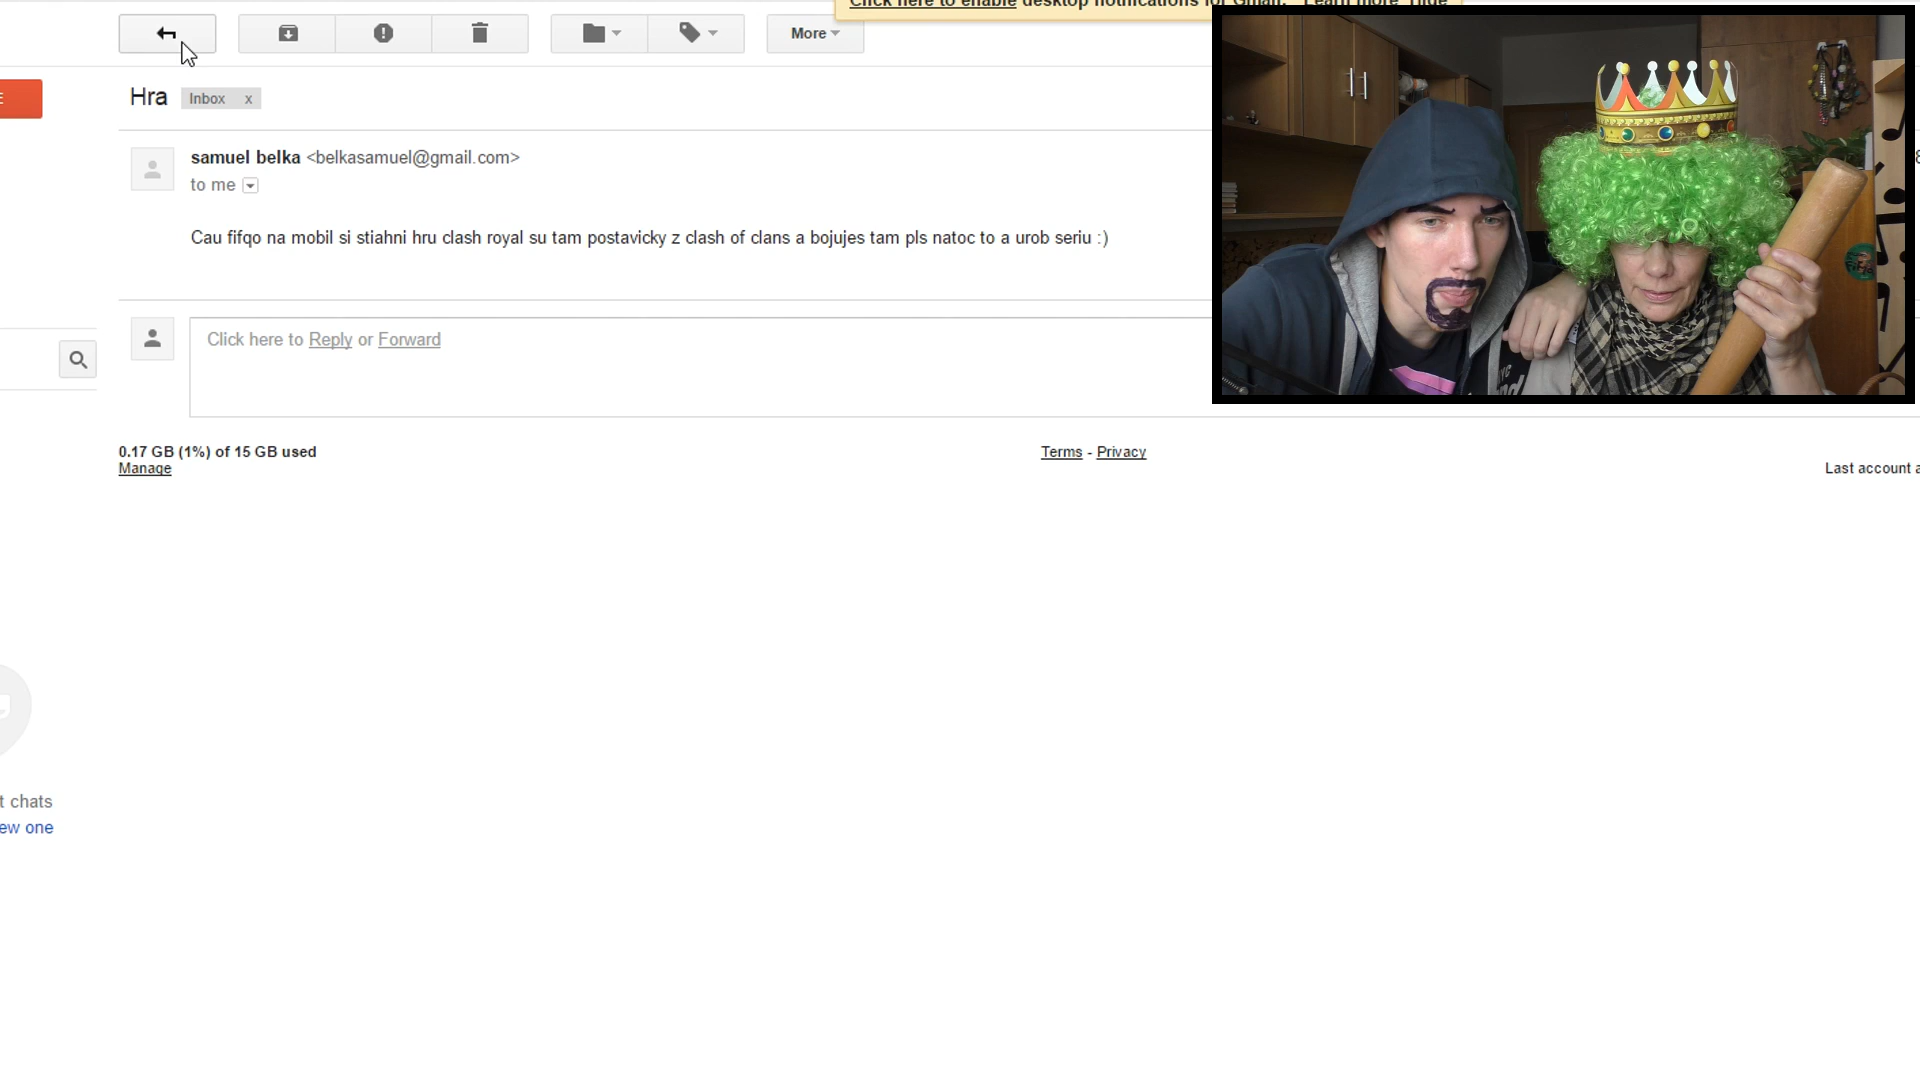 Click here to enable desktop notifications for Gmail. Learn more Hide
More
Hra
Inbox x
samuel belka <belkasamuel@gmail.com>
to me
Cau fifqo na mobil si stiahni hru clash royal su tam postavicky z clash of clans a bojujes tam pls natoc to a urob seriu :)
Click here to Reply or Forward
0.17 GB (1%) of 15 GB used
Manage
Terms - Privacy
Last account a
t chats
ew one